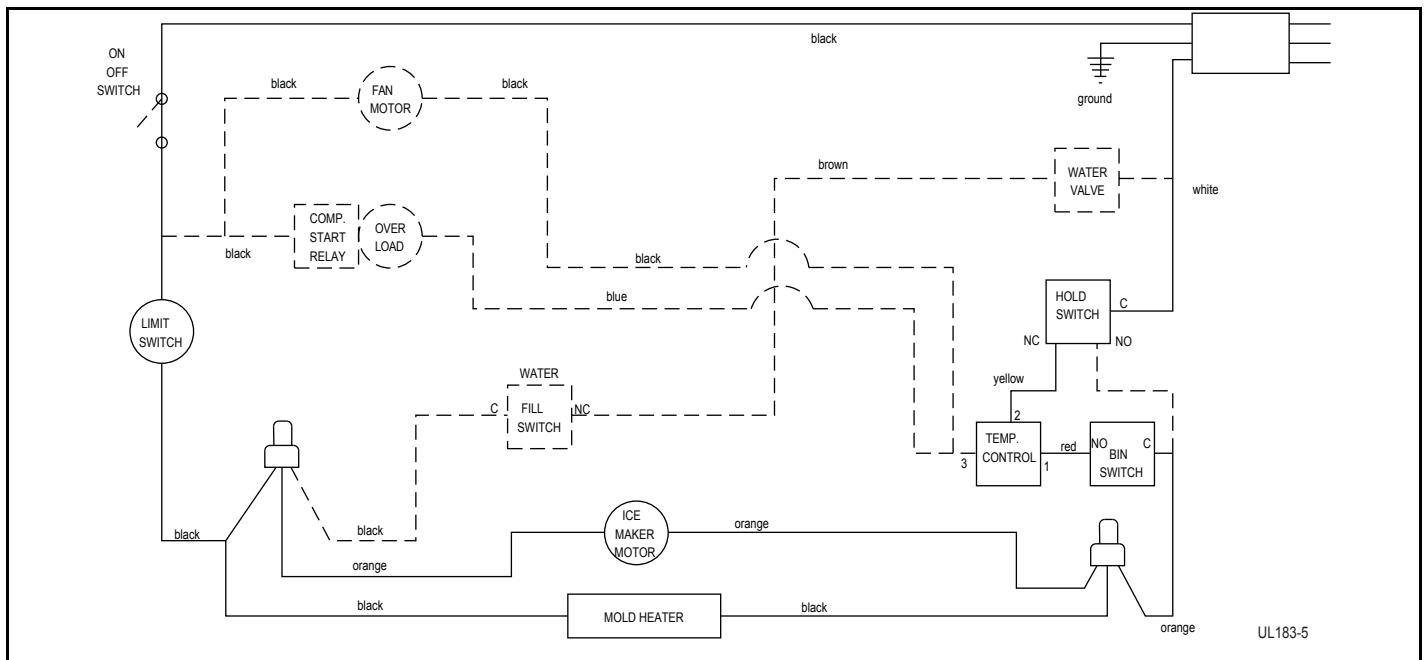 black
ON
OFF
SWITCH
black
FAN
MOTOR
black
ground
brown
WATER
VALVE
white
COMP.
START
RELAY
OVER
LOAD
black
black
blue
HOLD
SWITCH
C
NC
NO
LIMIT
SWITCH
WATER
C
FILL
SWITCH
NC
yellow
2
TEMP.
CONTROL
3
1
red
NO
C
BIN
SWITCH
black
black
ICE
MAKER
MOTOR
orange
orange
black
MOLD HEATER
black
orange
UL183-5